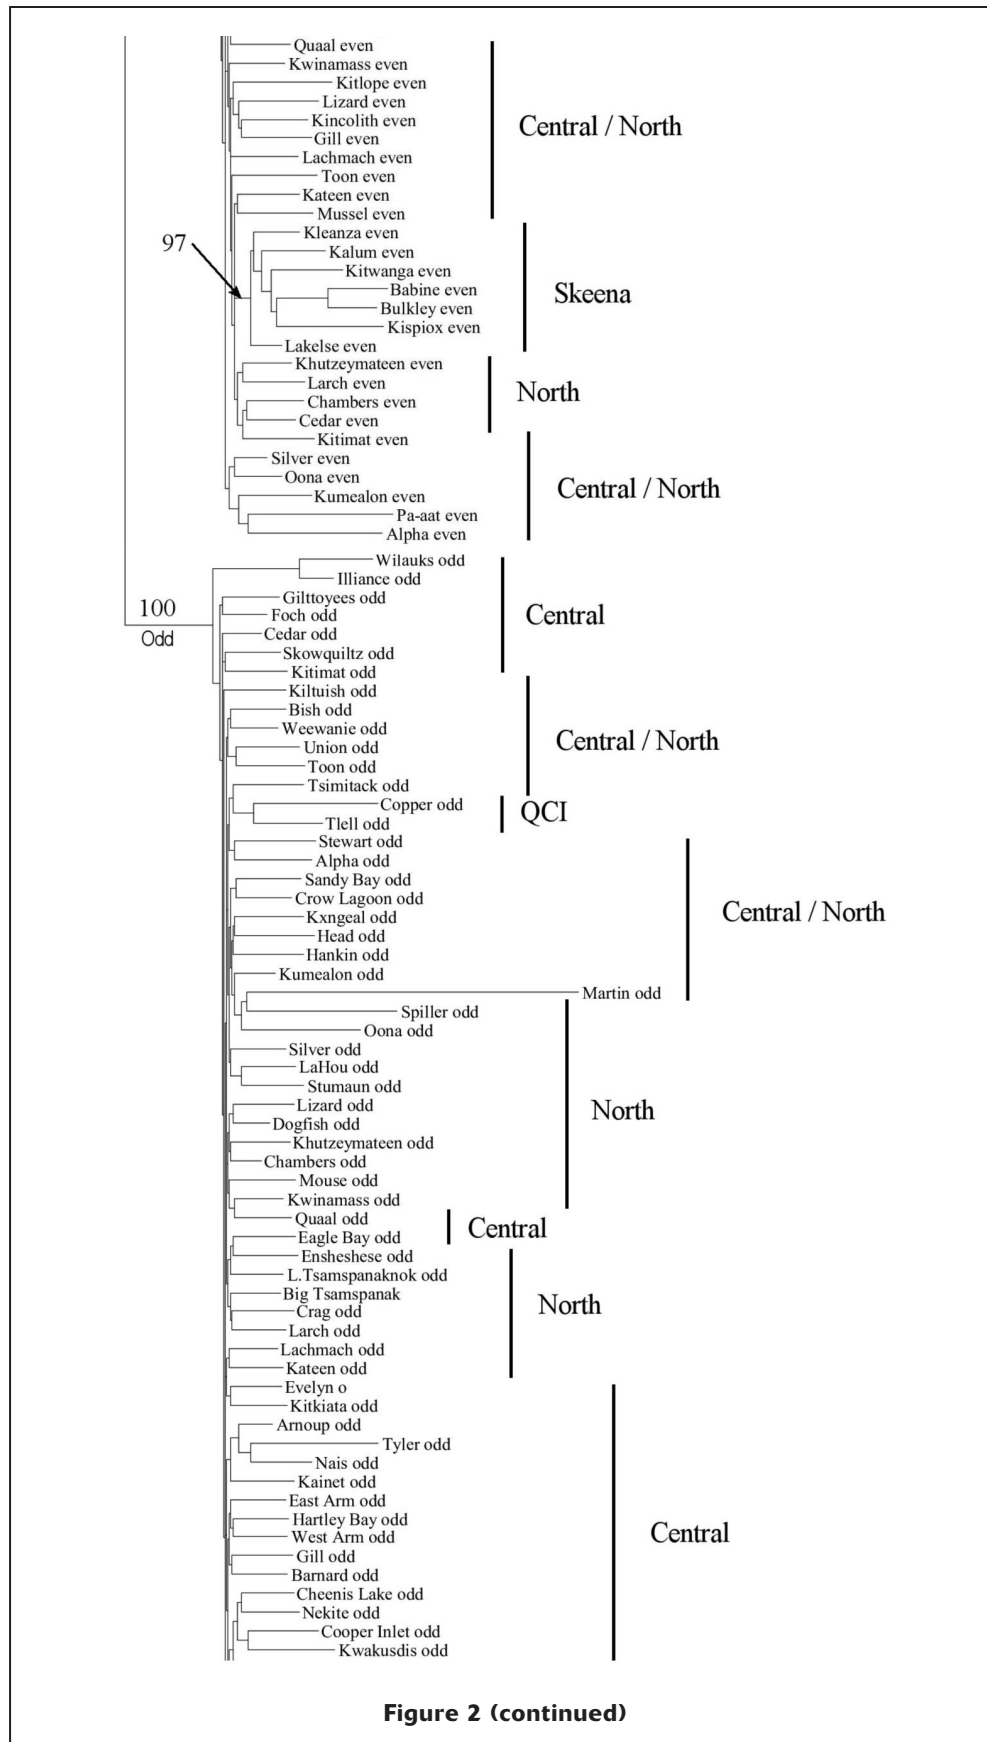 Quaal even
Kwinamass even
Kitlope even
Lizard even
Kincolith even
Gill even
Central / North
Lachmach even
Toon even
Kateen even
Mussel even
Kleanza even
97
Kalum even
Kitwanga even
Babine even
Skeena
Bulkley even
Kispiox even
Lakelse even
Khutzeymateen even
Larch even
North
Chambers even
Cedar even
Kitimat even
Silver even
Oona even
Central / North
Kumealon even
Pa-aat even
Alpha even
Wilauks odd
Illiance odd
Gilttoyees odd
100
Odd
Foch odd
Central
Cedar odd
Skowquiltz odd
Kitimat odd
Kiltuish odd
Bish odd
Weewanie odd
Central / North
Union odd
Toon odd
Tsimitack odd
Copper odd
QCI
Tlell odd
Stewart odd
Alpha odd
Sandy Bay odd
Crow Lagoon odd
Central / North
Kxngeal odd
Head odd
Hankin odd
Kumealon odd
Martin odd
Spiller odd
Oona odd
Silver odd
LaHou odd
Stumaun odd
Lizard odd
North
Dogfish odd
Khutzeymateen odd
Chambers odd
Mouse odd
Kwinamass odd
Quaal odd
Central
Eagle Bay odd
Ensheshese odd
L.Tsamspanaknok odd
Big Tsamspanak
North
Crag odd
Larch odd
Lachmach odd
Kateen odd
Evelyn o
Kitkiata odd
Arnoup odd
Tyler odd
Nais odd
Kainet odd
East Arm odd
Hartley Bay odd
Central
West Arm odd
Gill odd
Barnard odd
Cheenis Lake odd
Nekite odd
Cooper Inlet odd
Kwakusdis odd
Figure 2 (continued)